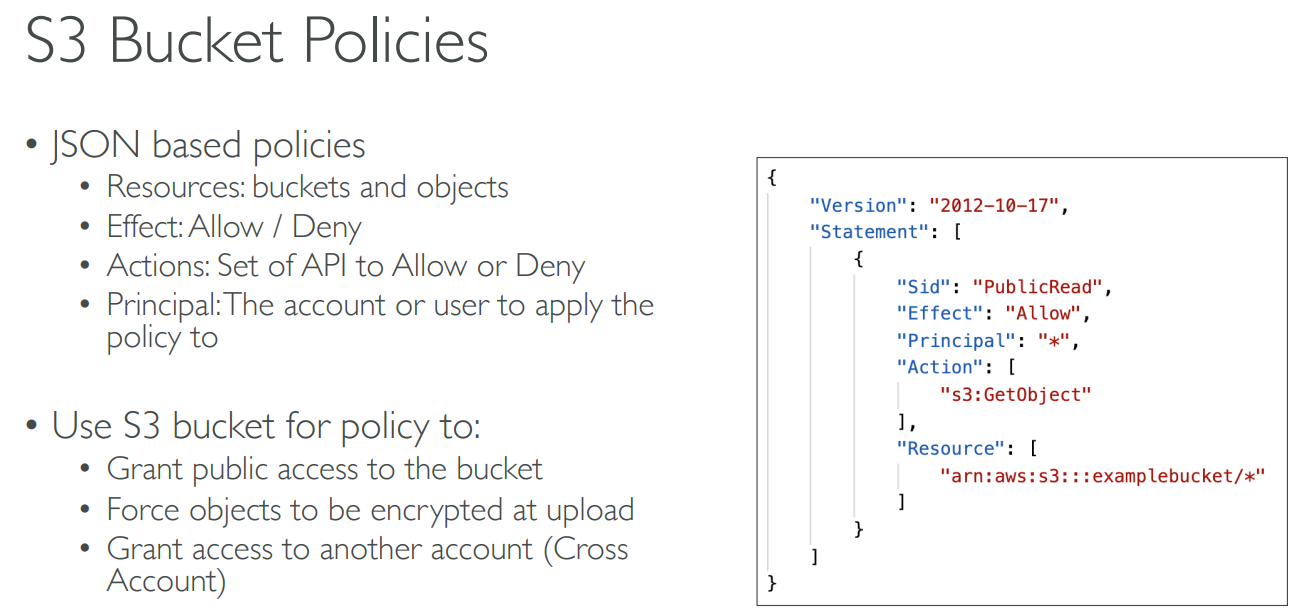 S3 Bucket Policies
• JSON based policies
• Resources: buckets and objects
• Effect: Allow / Deny
• Actions: Set of API to Allow or Deny
• Principal: The account or user to apply the
policy to
• Use S3 bucket for policy to:
• Grant public access to the bucket
• Force objects to be encrypted at upload
• Grant access to another account (Cross
Account)
{
"Version": "2012-10-17",
"Statement": [
{
"Sid": "PublicRead",
"Effect": "Allow",
"Principal": "*",
"Action": [
"s3:GetObject"
],
"Resource": [
"arn:aws:s3:::examplebucket/*"
]
}
]
}